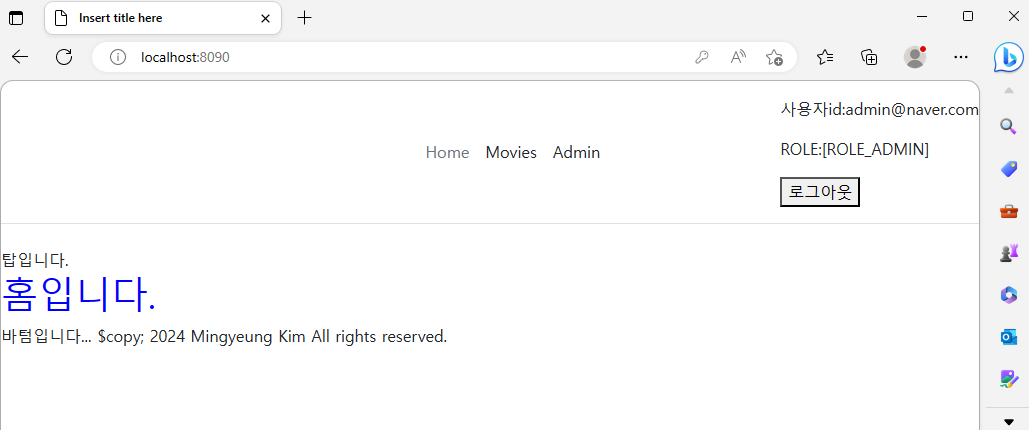 Insert title here
localhost:8090
사용자id:admin@naver.com
Home Movies Admin
ROLE:[ROLE_ADMIN]
로그아웃
탑입니다.
홈입니다.
바텀입니다... $copy; 2024 Mingyeung Kim All rights reserved.